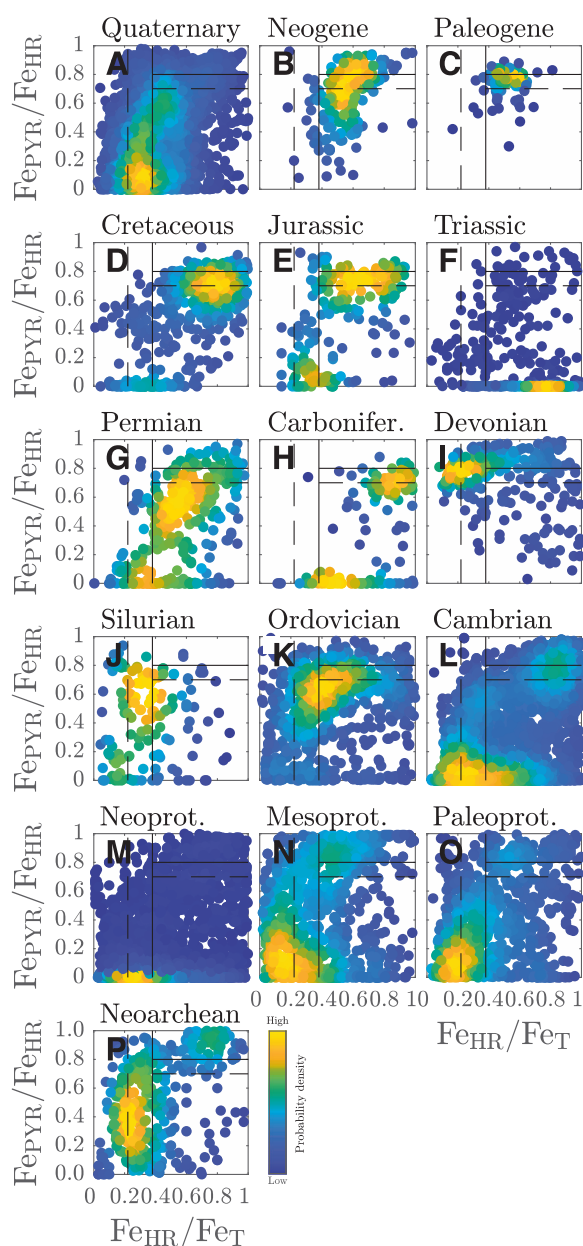 Quaternary Neogene Paleogene
A B C
Fe_PYR/Fe_HR
1
0.8
0.6
0.4
0.2
0
Cretaceous Jurassic Triassic
D E F
Fe_PYR/Fe_HR
1
0.8
0.6
0.4
0.2
0
Permian Carbonifer. Devonian
G H I
Fe_PYR/Fe_HR
1
0.8
0.6
0.4
0.2
0
Silurian Ordovician Cambrian
J K L
Fe_PYR/Fe_HR
1
0.8
0.6
0.4
0.2
0
Neoprot. Mesoprot. Paleoprot.
M N O
Fe_PYR/Fe_HR
1
0.8
0.6
0.4
0.2
0
0 0.2 0.4 0.6 0.8 1 0 0.2 0.4 0.6 0.8 1
Fe_HR/Fe_T
Neoarchean
P
Fe_PYR/Fe_HR
1.0
0.8
0.6
0.4
0.2
0.0
0 0.2 0.4 0.6 0.8 1
Fe_HR/Fe_T
High
Probability density
Low